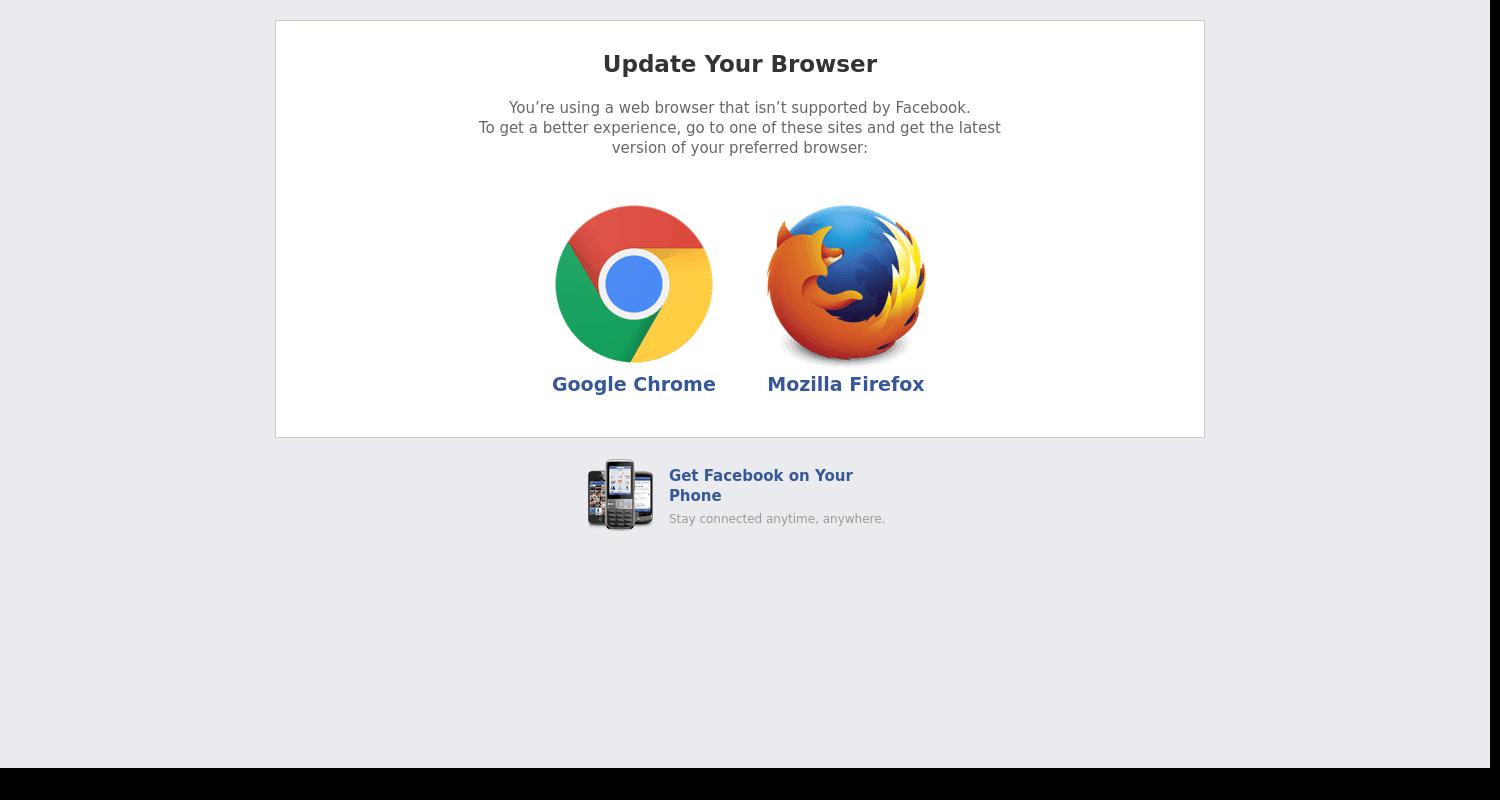 Update Your Browser
You’re using a web browser that isn’t supported by Facebook.
To get a better experience, go to one of these sites and get the latest
version of your preferred browser:
Google Chrome
Mozilla Firefox
Get Facebook on Your
Phone
Stay connected anytime, anywhere.